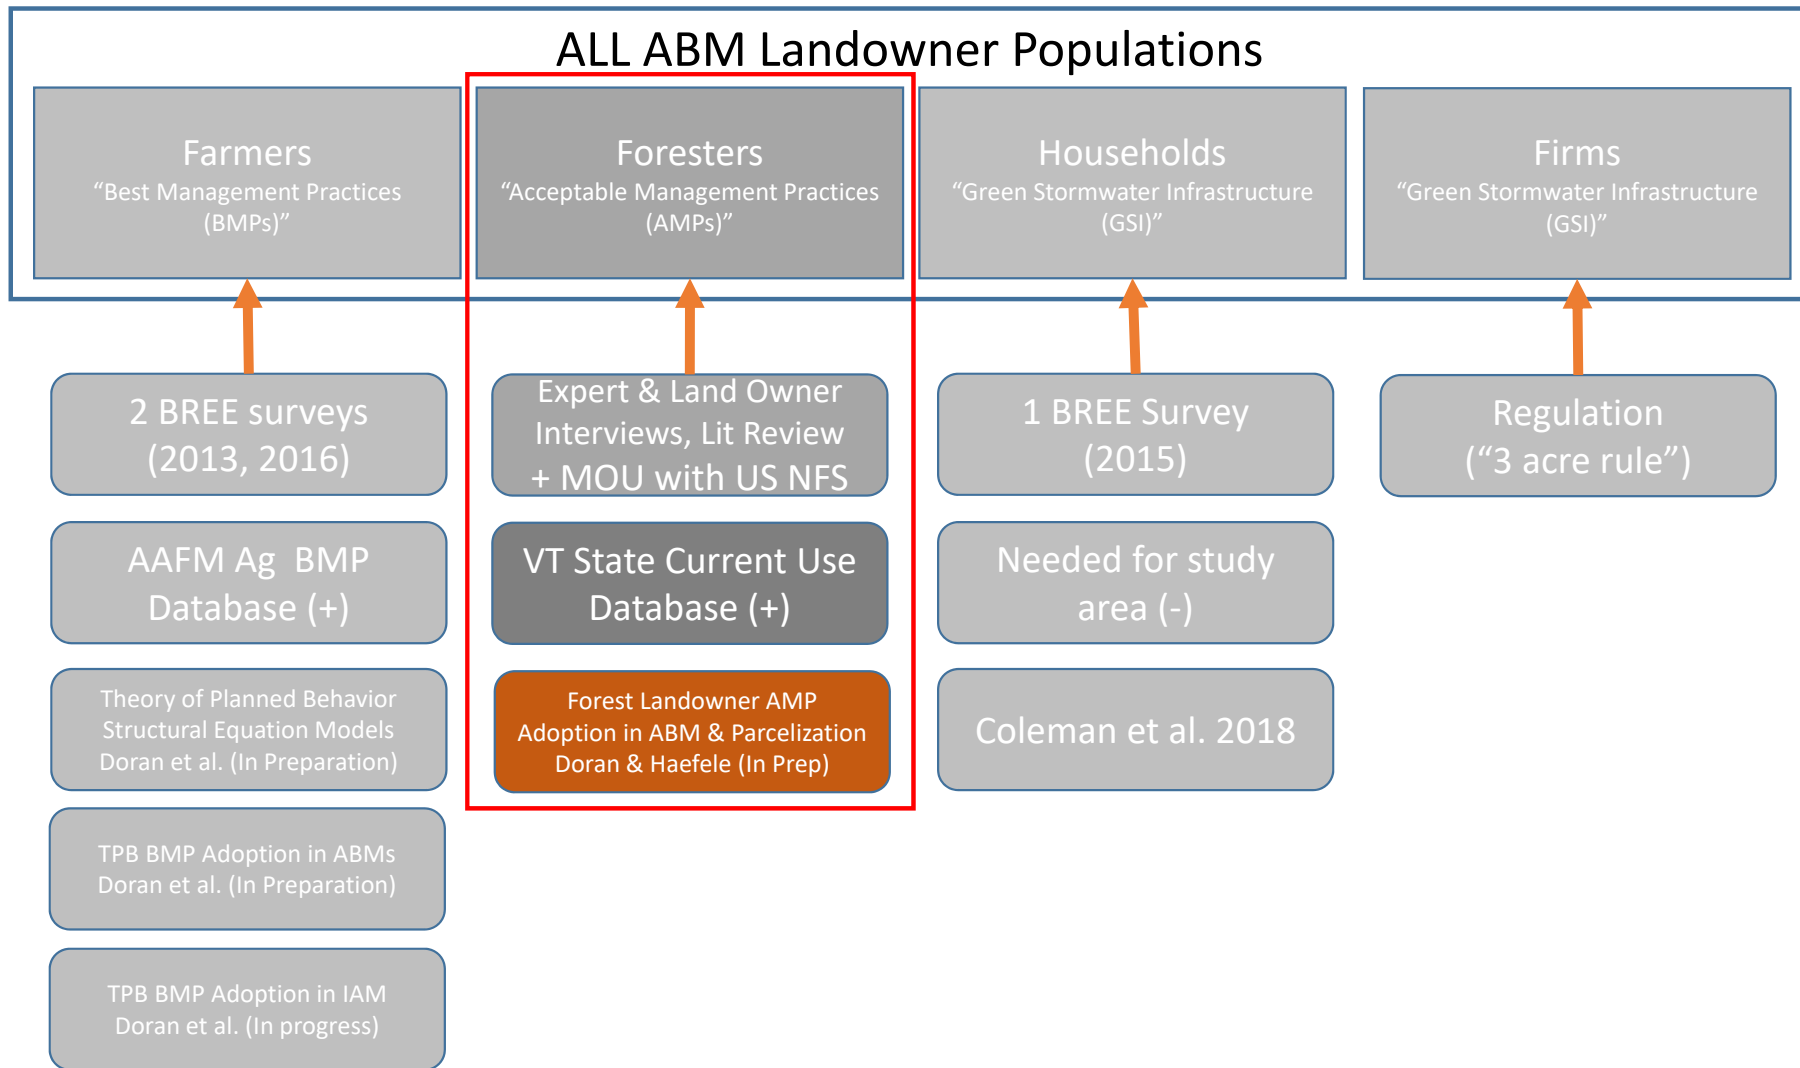 ALL ABM Landowner Populations
Farmers
“Best Management Practices
(BMPs)”
Foresters
“Acceptable Management Practices
(AMPs)”
Households
“Green Stormwater Infrastructure
(GSI)”
Firms
“Green Stormwater Infrastructure
(GSI)”
2 BREE surveys
(2013, 2016)
Expert & Land Owner
Interviews, Lit Review
+ MOU with US NFS
1 BREE Survey
(2015)
Regulation
(“3 acre rule”)
AAFM Ag  BMP
Database (+)
VT State Current Use
Database (+)
Needed for study
area (-)
Theory of Planned Behavior
Structural Equation Models
Doran et al. (In Preparation)
Forest Landowner AMP
Adoption in ABM & Parcelization
Doran & Haefele (In Prep)
Coleman et al. 2018
TPB BMP Adoption in ABMs
Doran et al. (In Preparation)
TPB BMP Adoption in IAM
Doran et al. (In progress)